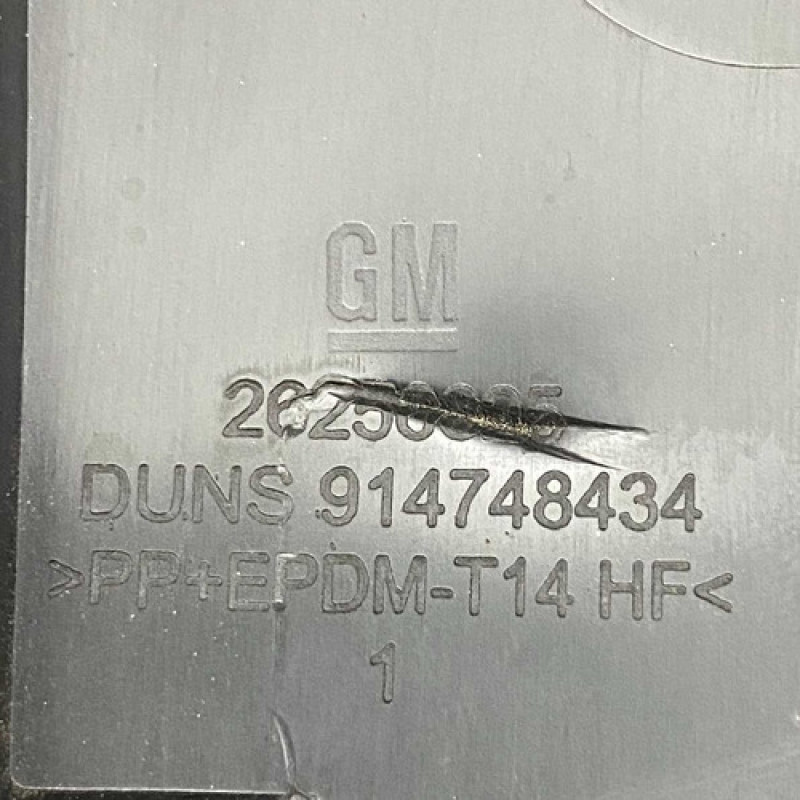 GM
DUNS 914748434
>PP+EPDM-T14 HF<
1